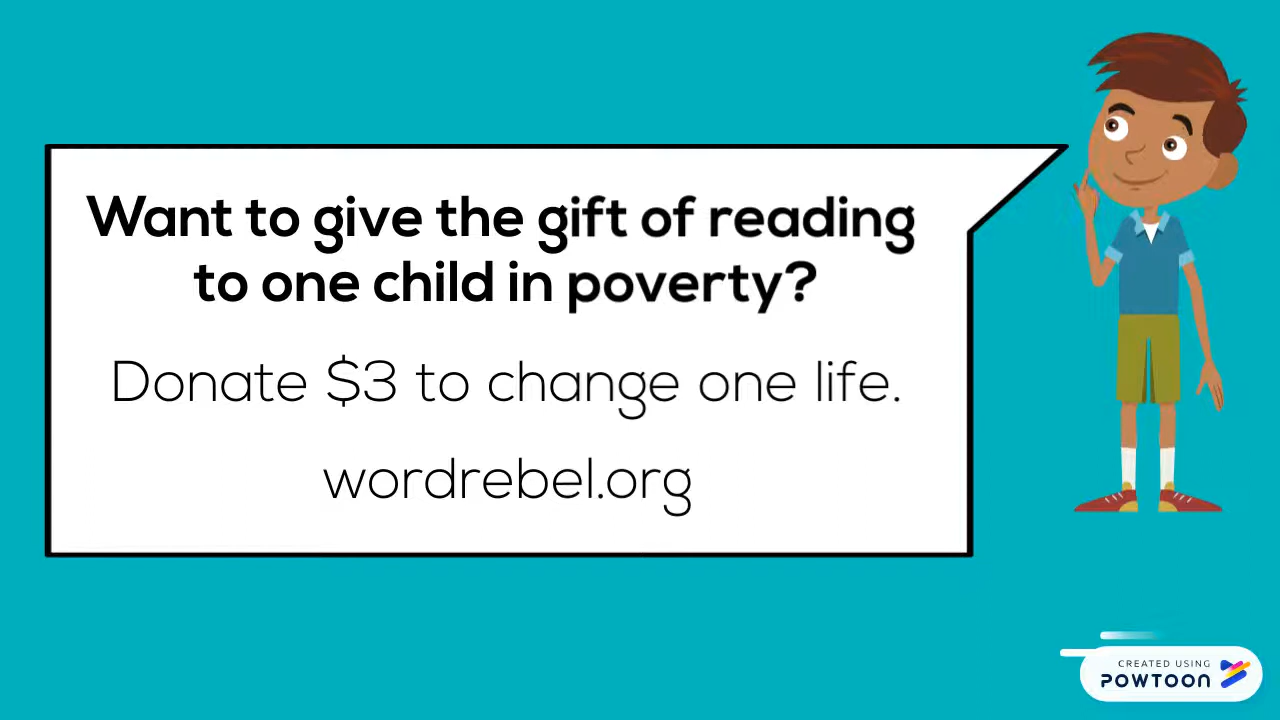 Want to give the gift of reading
to one child in poverty?
Donate $3 to change one life.
wordrebel.org
CREATED USING
POWTOON